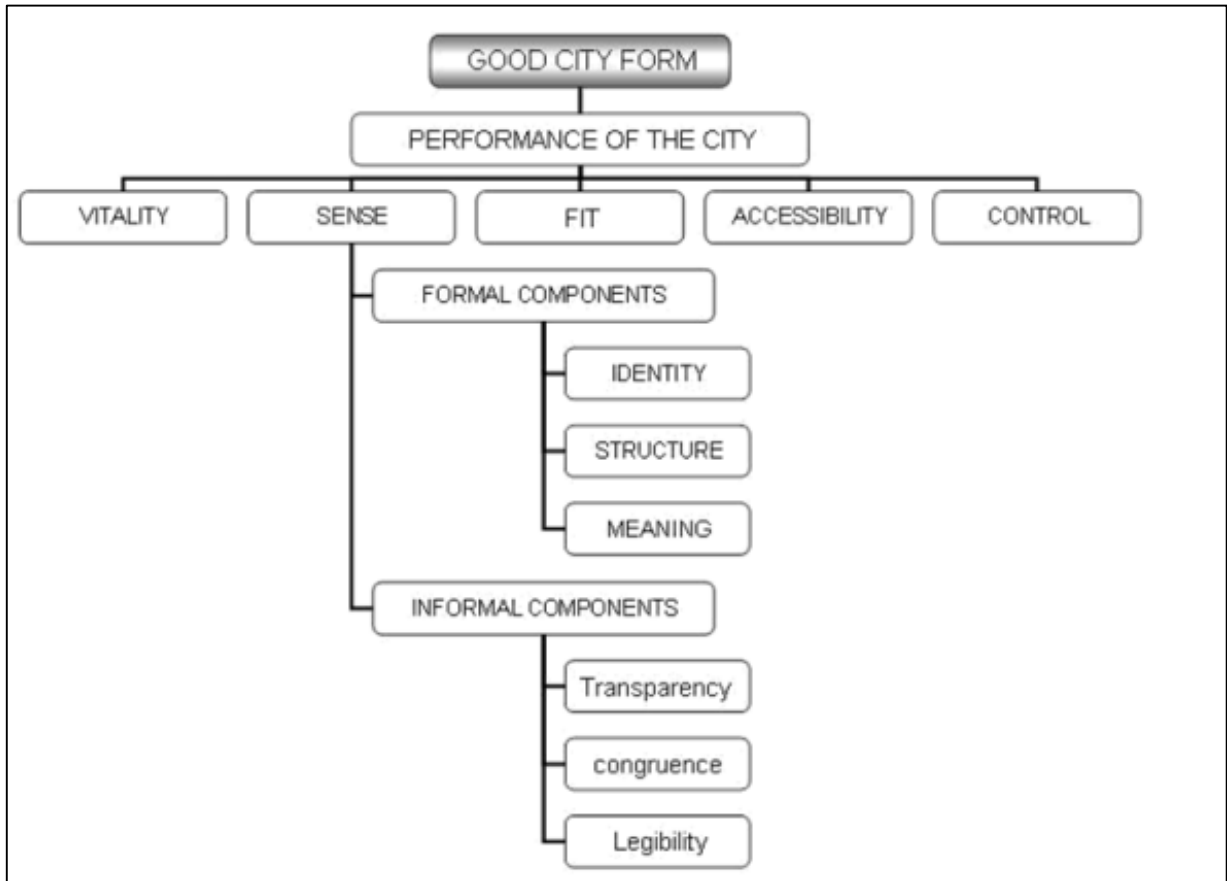 GOOD CITY FORM
PERFORMANCE OF THE CITY
VITALITY
SENSE
FIT
ACCESSIBILITY
CONTROL
FORMAL COMPONENTS
IDENTITY
STRUCTURE
MEANING
INFORMAL COMPONENTS
Transparency
congruence
Legibility